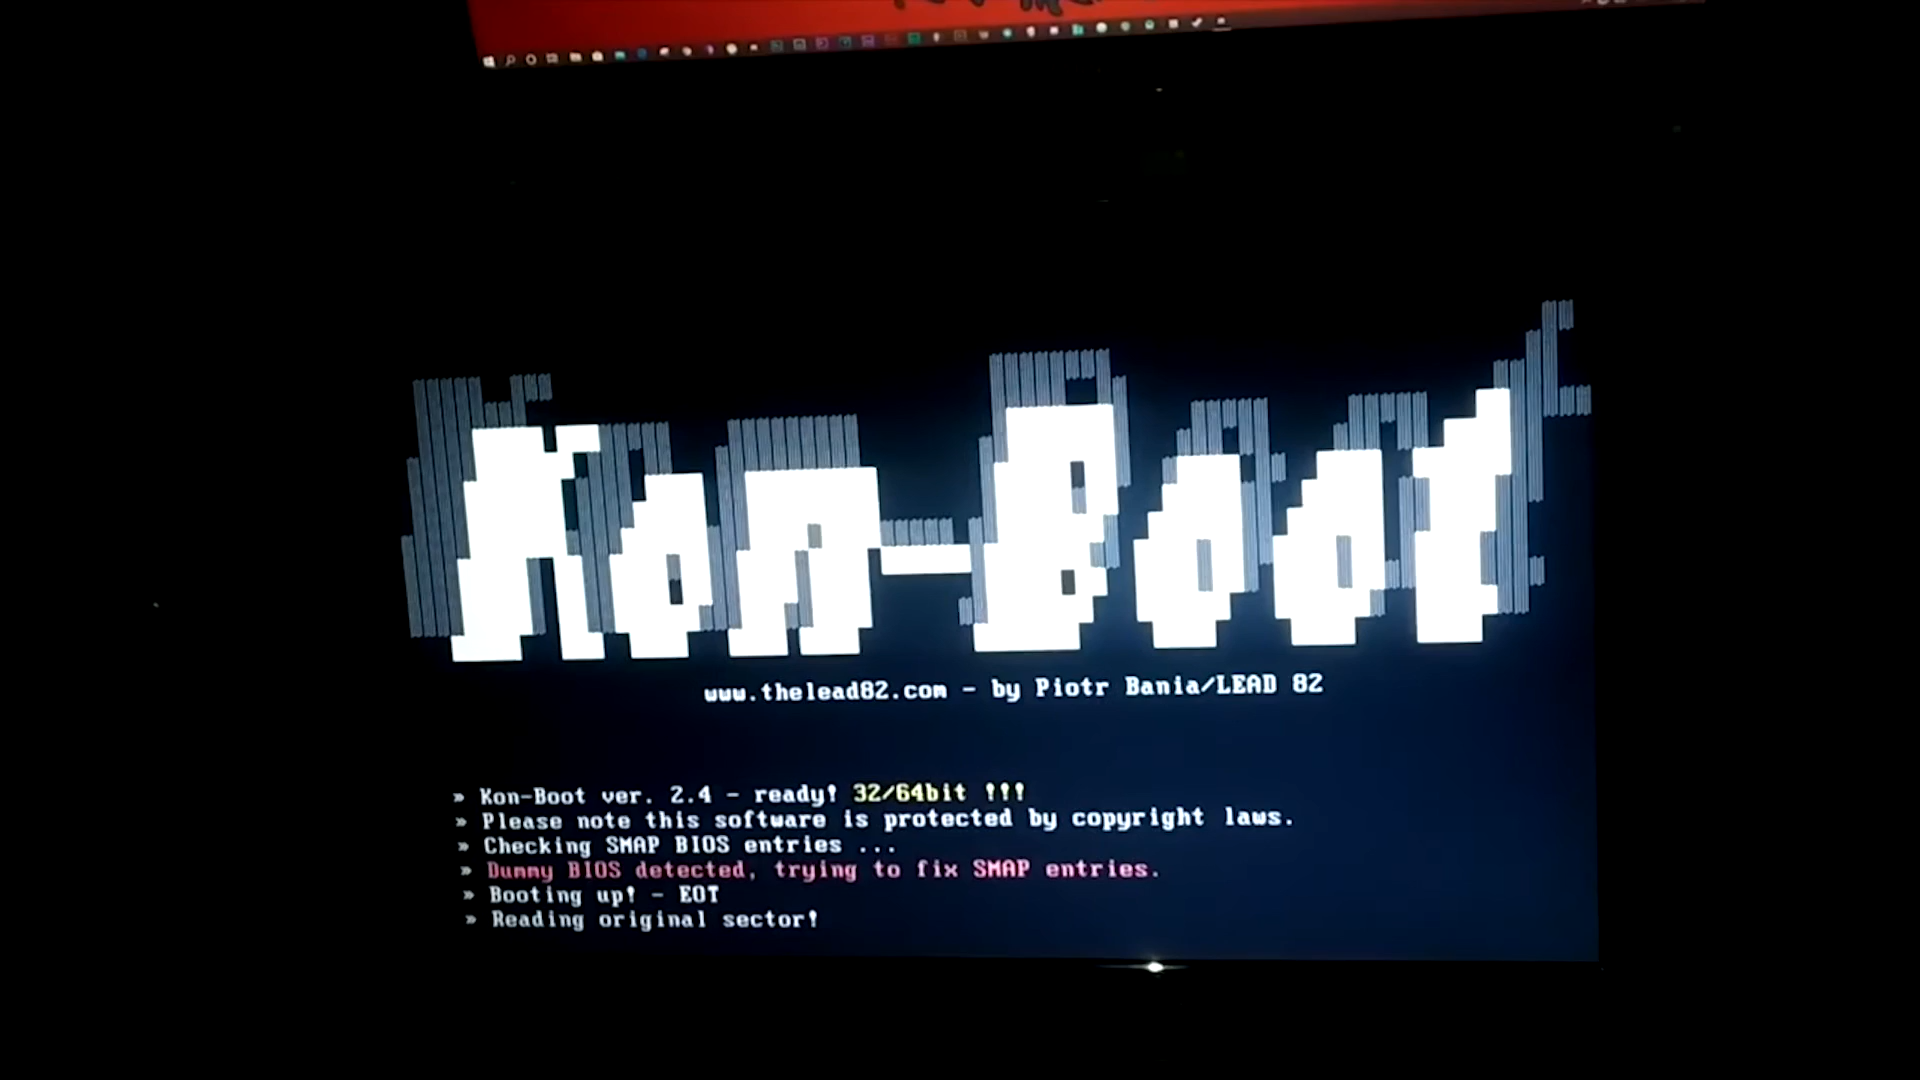 Kon-Boot
www.thelead82.com - by Piotr Bania/LEAD 82
» Kon-Boot ver. 2.4 - ready! 32/64bit !!!
» Please note this software is protected by copyright laws.
» Checking SMAP BIOS entries ...
» Dummy BIOS detected, trying to fix SMAP entries.
» Booting up! - EOT
» Reading original sector!